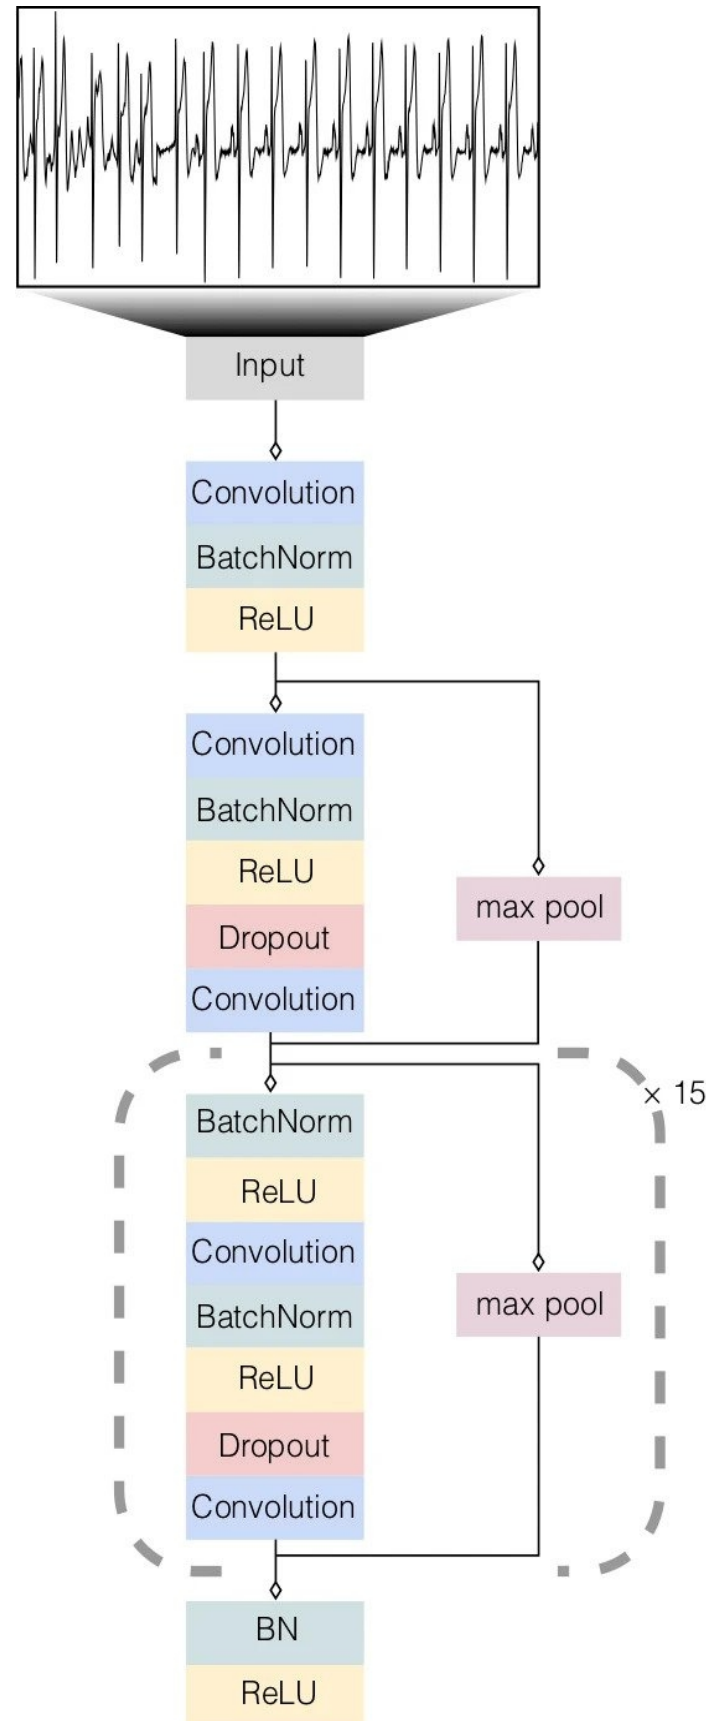 Input
Convolution
BatchNorm
ReLU
Convolution
BatchNorm
ReLU
max pool
Dropout
Convolution
× 15
BatchNorm
ReLU
Convolution
max pool
BatchNorm
ReLU
Dropout
Convolution
BN
ReLU